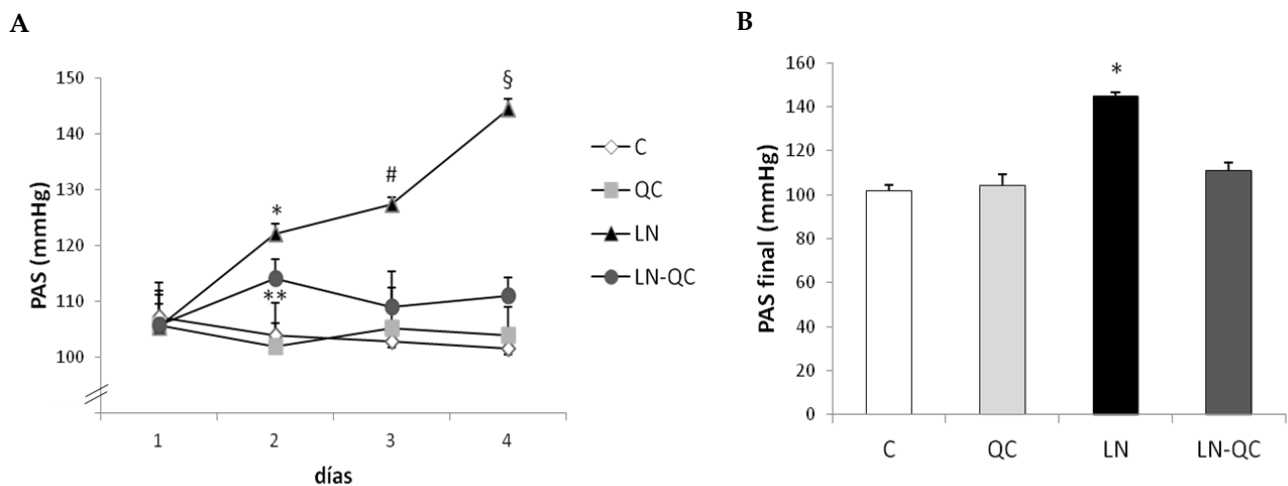 A
PAS (mmHg)
150
140
130
120
110
100
*
**
#
§
1 2 3 4
días
C
QC
LN
LN-QC
B
PAS final (mmHg)
160
140
120
100
80
60
40
20
0
*
C QC LN LN-QC